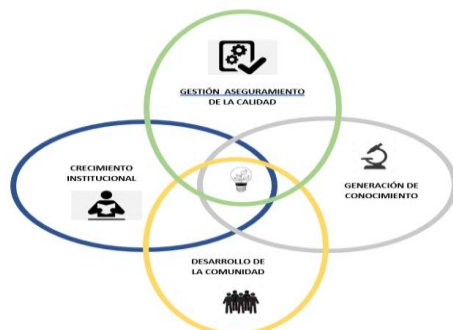 GESTIÓN ASEGURAMIENTO
DE LA CALIDAD
CRECIMIENTO
INSTITUCIONAL
GENERACIÓN DE
CONOCIMIENTO
DESARROLLO DE
LA COMUNIDAD